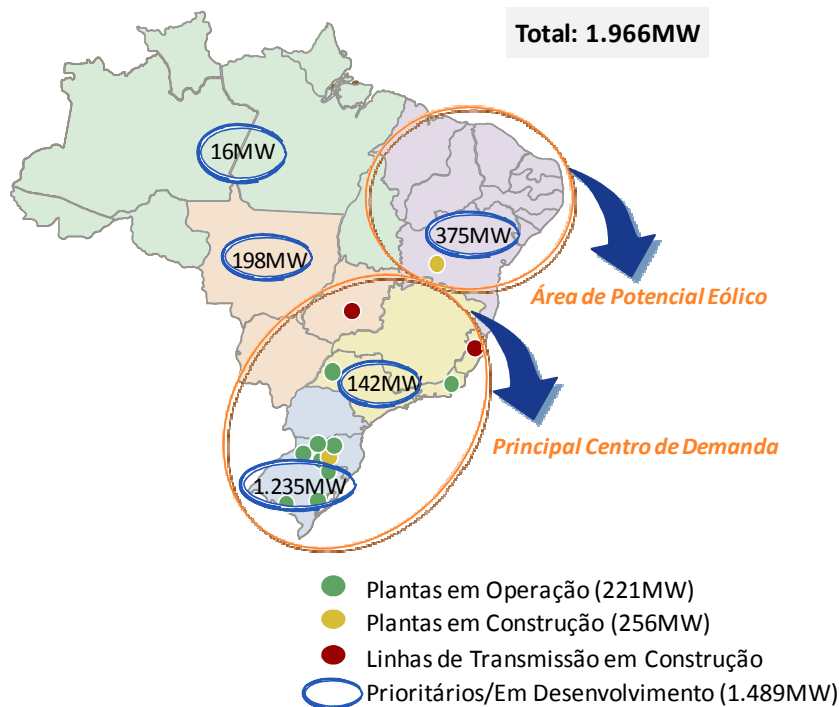 Total: 1.966MW
16MW
375MW
198MW
Área de Potencial Eólico
142MW
Principal Centro de Demanda
1.235MW
Plantas em Operação (221MW)
Plantas em Construção (256MW)
Linhas de Transmissão em Construção
Prioritários/Em Desenvolvimento (1.489MW)